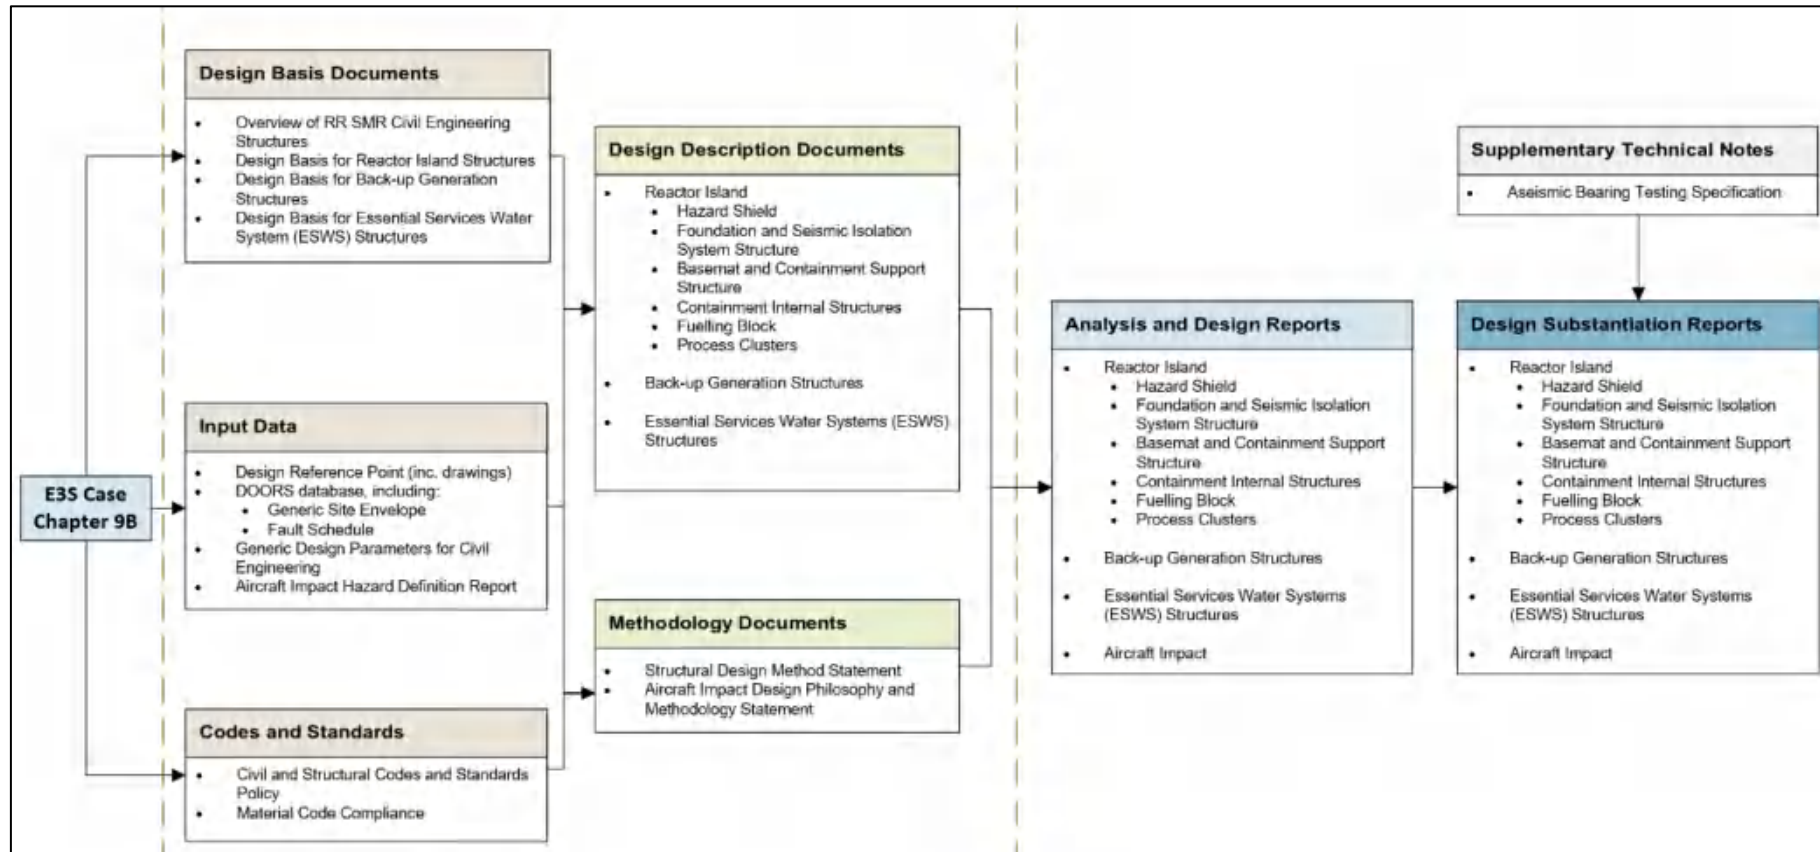 E3S Case
Chapter 9B
Design Basis Documents
Overview of RR SMR Civil Engineering
Structures
Design Basis for Reactor Island Structures
Design Basis for Back-up Generation
Structures
Design Basis for Essential Services Water
System (ESWS) Structures
Input Data
Design Reference Point (inc. drawings)
DOORS database, including:
Generic Site Envelope
Fault Schedule
Generic Design Parameters for Civil
Engineering
Aircraft Impact Hazard Definition Report
Codes and Standards
Civil and Structural Codes and Standards
Policy
Material Code Compliance
Design Description Documents
Reactor Island
Hazard Shield
Foundation and Seismic Isolation
System Structure
Basemat and Containment Support
Structure
Containment Internal Structures
Fuelling Block
Process Clusters
Back-up Generation Structures
Essential Services Water Systems (ESWS)
Structures
Methodology Documents
Structural Design Method Statement
Aircraft Impact Design Philosophy and
Methodology Statement
Analysis and Design Reports
Reactor Island
Hazard Shield
Foundation and Seismic Isolation
System Structure
Basemat and Containment Support
Structure
Containment Internal Structures
Fuelling Block
Process Clusters
Back-up Generation Structures
Essential Services Water Systems
(ESWS) Structures
Aircraft Impact
Supplementary Technical Notes
Aseismic Bearing Testing Specification
Design Substantiation Reports
Reactor Island
Hazard Shield
Foundation and Seismic Isolation
System Structure
Basemat and Containment Support
Structure
Containment Internal Structures
Fuelling Block
Process Clusters
Back-up Generation Structures
Essential Services Water Systems
(ESWS) Structures
Aircraft Impact